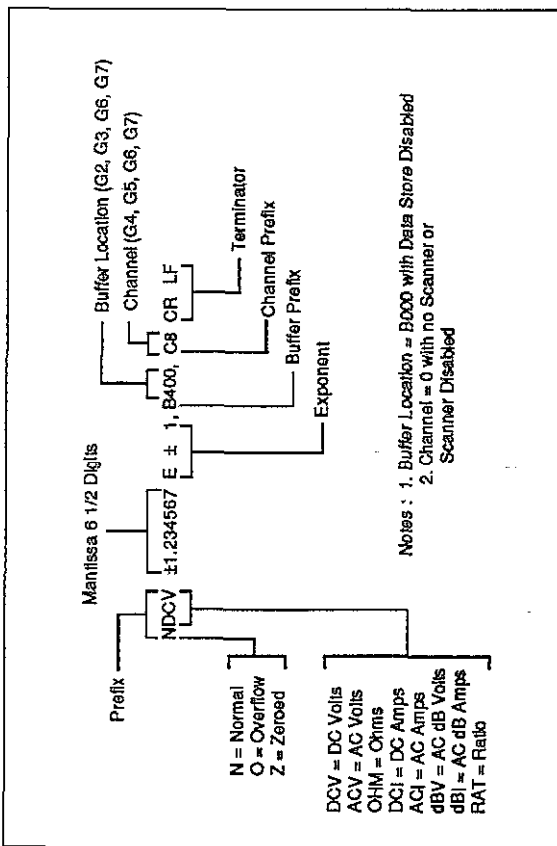 Buffer Location (G2, G3, G6, G7)
Channel (G4, G5, G6, G7)
Mantissa 6 1/2 Digits
Prefix
NDCV ±1.234567 E ± 1, B400, C8 CR LF
Terminator
Channel Prefix
Buffer Prefix
Exponent
N = Normal
O = Overflow
Z = Zeroed
DCV = DC Volts
ACV = AC Volts
OHM = Ohms
DCI = DC Amps
ACI = AC Amps
dBV = AC dB Volts
dBI = AC dB Amps
RAT = Ratio
Notes : 1. Buffer Location = B000 with Data Store Disabled
2. Channel = 0 with no Scanner or
Scanner Disabled